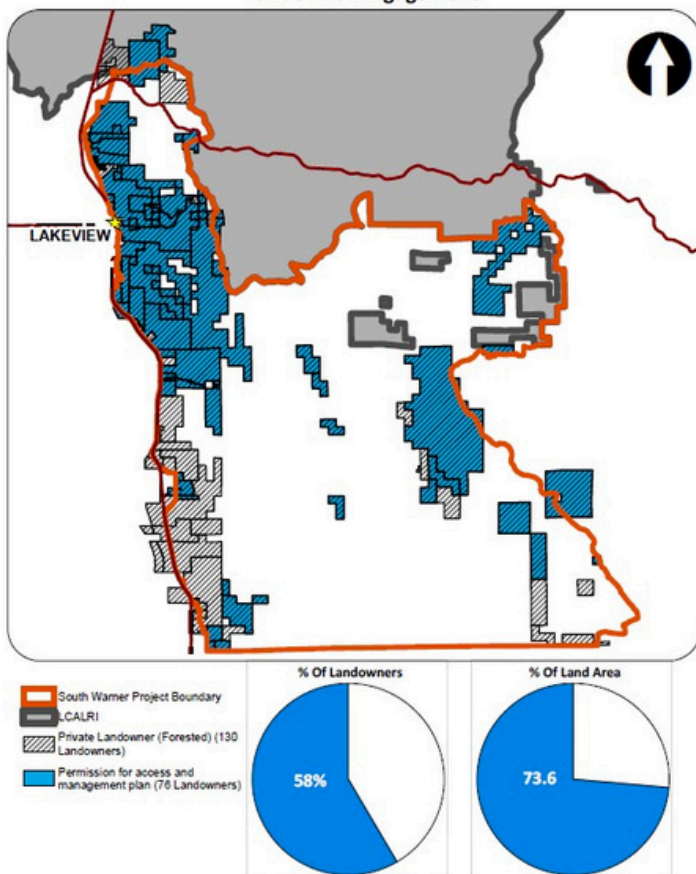 LAKEVIEW
South Warner Project Boundary
LCALRI
Private Landowner (Forested) (130
Landowners)
Permission for access and
management plan (76 Landowners)
% Of Landowners
58%
% Of Land Area
73.6